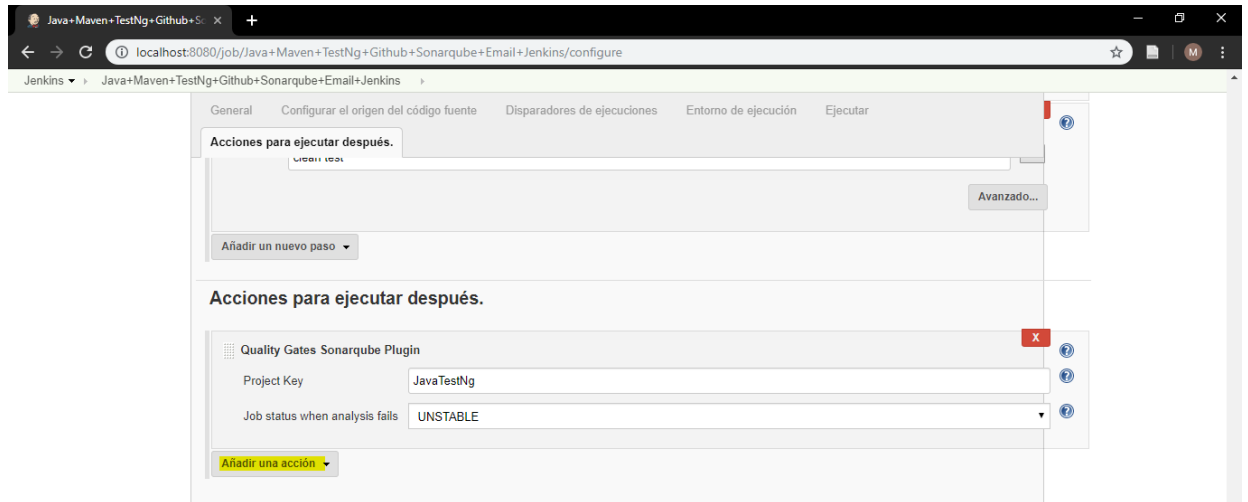 Java+Maven+TestNg+Github+So
localhost:8080/job/Java+Maven+TestNg+Github+Sonarqube+Email+Jenkins/configure
M
Jenkins Java+Maven+TestNg+Github+Sonarqube+Email+Jenkins
General Configurar el origen del código fuente Disparadores de ejecuciones Entorno de ejecución Ejecutar
Acciones para ejecutar después.
clean test
Avanzado...
Añadir un nuevo paso
Acciones para ejecutar después.
X
Quality Gates Sonarqube Plugin
Project Key JavaTestNg
Job status when analysis fails UNSTABLE
Añadir una acción